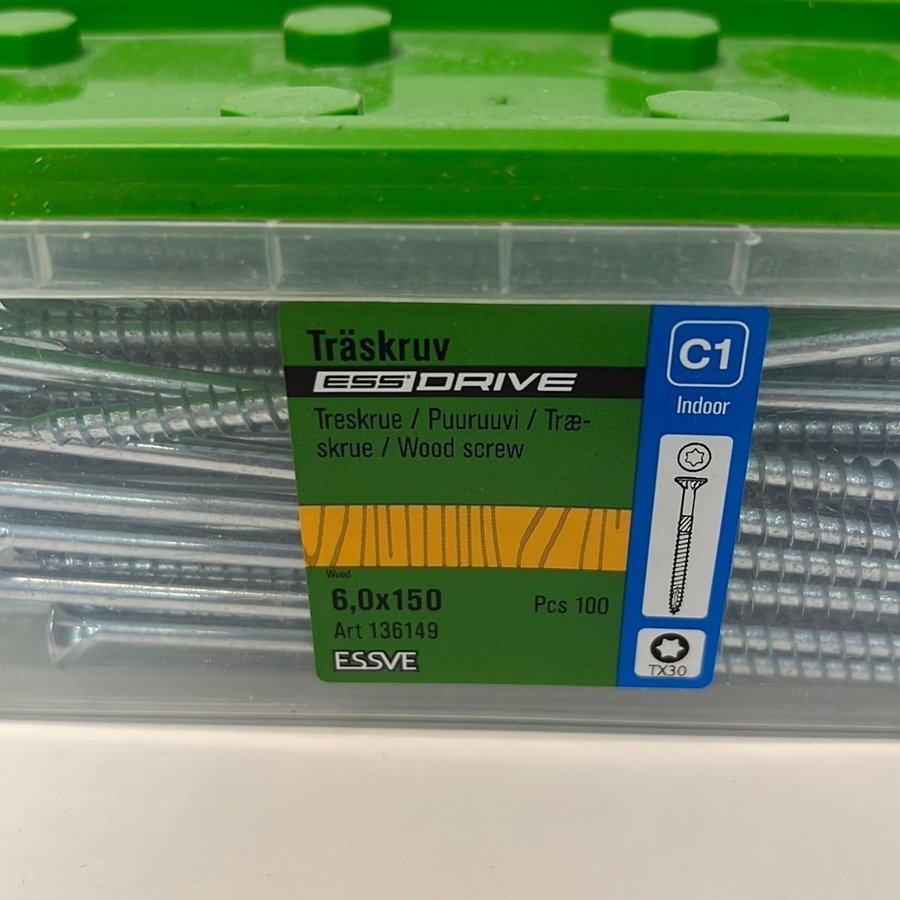 Träskruv
ESSDRIVE
Treskrue / Puuruuvi / Træ-
skrue / Wood screw
Wood
6,0x150
Pcs 100
Art 136149
ESSVE
C1
Indoor
TX30